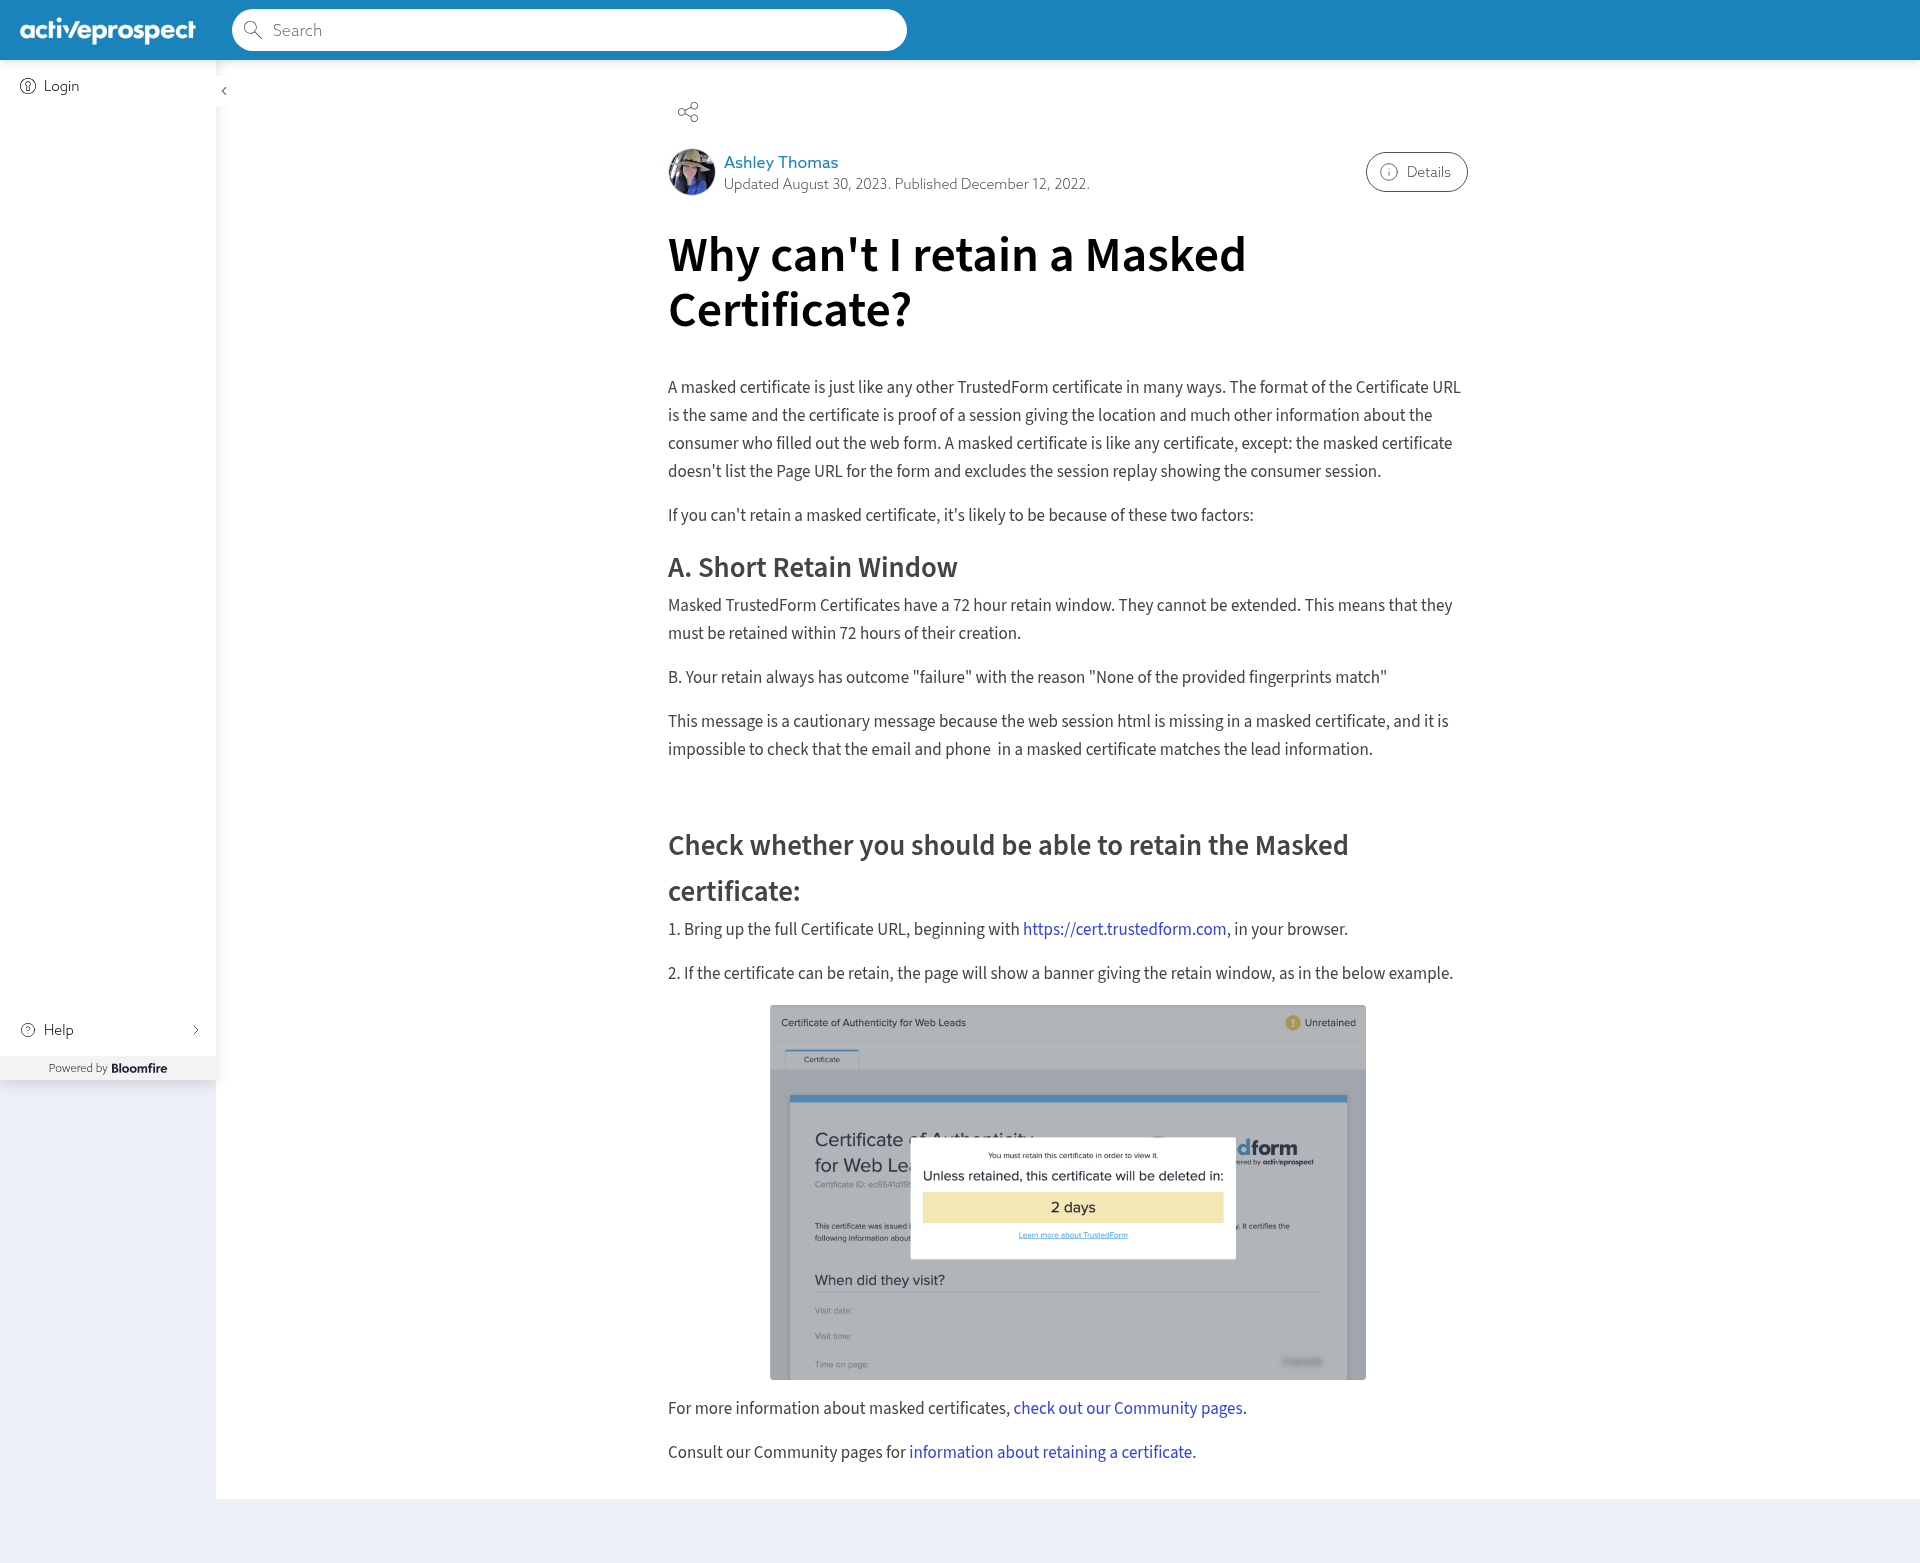 activeprospect
Search
Login
Ashley Thomas
Updated August 30, 2023. Published December 12, 2022.
Details
Why can't I retain a Masked
Certificate?
A masked certificate is just like any other TrustedForm certificate in many ways. The format of the Certificate URL
is the same and the certificate is proof of a session giving the location and much other information about the
consumer who filled out the web form. A masked certificate is like any certificate, except: the masked certificate
doesn't list the Page URL for the form and excludes the session replay showing the consumer session.
If you can't retain a masked certificate, it's likely to be because of these two factors:
A. Short Retain Window
Masked TrustedForm Certificates have a 72 hour retain window. They cannot be extended. This means that they
must be retained within 72 hours of their creation.
B. Your retain always has outcome "failure" with the reason "None of the provided fingerprints match"
This message is a cautionary message because the web session html is missing in a masked certificate, and it is
impossible to check that the email and phone  in a masked certificate matches the lead information.
Check whether you should be able to retain the Masked
certificate:
1. Bring up the full Certificate URL, beginning with https://cert.trustedform.com, in your browser.
2. If the certificate can be retain, the page will show a banner giving the retain window, as in the below example.
Certificate of Authenticity for Web Leads
Unretained
Certificate
Certificate of Authenticity
for Web Le
dform
Certificate ID: ec6541d19
ered by activeprospect
You must retain this certificate in order to view it.
Unless retained, this certificate will be deleted in:
2 days
Learn more about TrustedForm
This certificate was issued
y. It certifies the
following information about
When did they visit?
Visit date:
Visit time:
Time on page:
For more information about masked certificates, check out our Community pages.
Consult our Community pages for information about retaining a certificate.
Help
Powered by Bloomfire